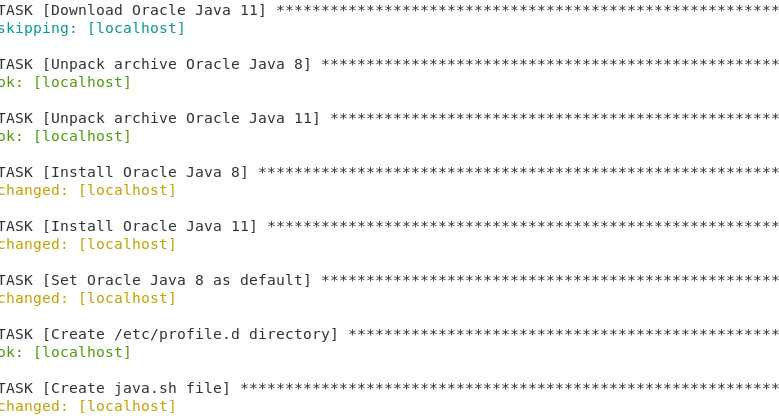 TASK [Download Oracle Java 11] ********************************************************
skipping: [localhost]
TASK [Unpack archive Oracle Java 8] ***************************************************
ok: [localhost]
TASK [Unpack archive Oracle Java 11] **************************************************
ok: [localhost]
TASK [Install Oracle Java 8] **********************************************************
changed: [localhost]
TASK [Install Oracle Java 11] *********************************************************
changed: [localhost]
TASK [Set Oracle Java 8 as default] ***************************************************
changed: [localhost]
TASK [Create /etc/profile.d directory] ************************************************
ok: [localhost]
TASK [Create java.sh file] ************************************************************
changed: [localhost]